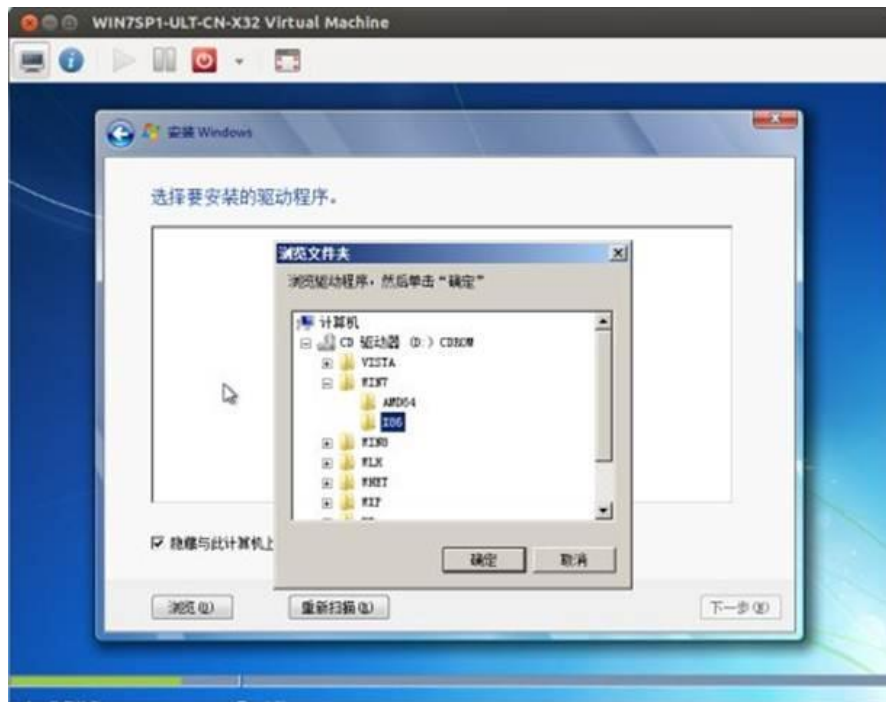 WIN7SP1-ULT-CN-X32 Virtual Machine
安装 Windows
选择要安装的驱动程序。
浏览文件夹
浏览驱动程序，然后单击“确定”
计算机
CD 驱动器 (D:) CDROM
VISTA
WIN7
AMD64
X86
WIN8
WLH
WNET
WXP
隐藏与此计算机上
确定
取消
浏览(O)
重新扫描(R)
下一步(N)